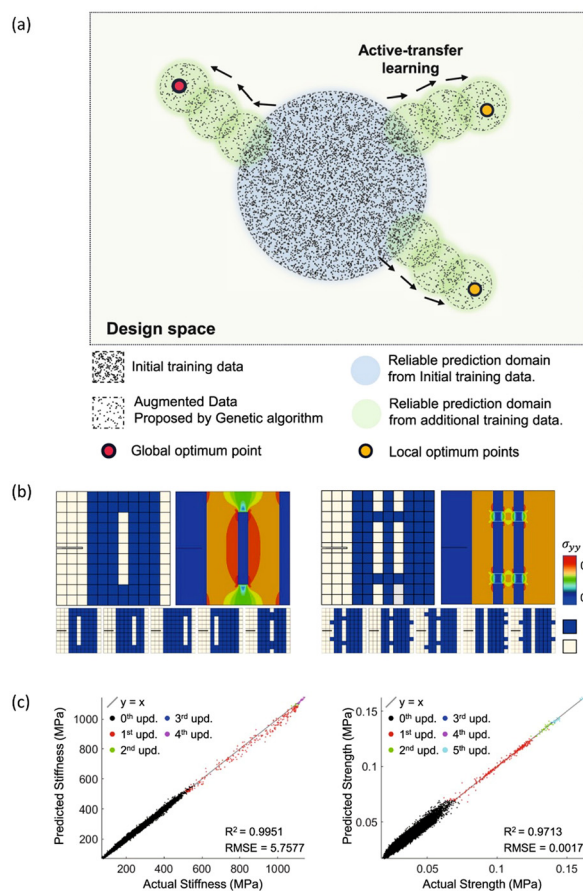 (a)
Active-transfer
learning
Design space
Initial training data
Reliable prediction domain
from Initial training data.
Augmented Data
Proposed by Genetic algorithm
Reliable prediction domain
from additional training data.
Global optimum point
Local optimum points
(b)
σyy
0
0
(c)
Predicted Stiffness (MPa)
1000
800
600
400
200
y = x
0th upd.
3rd upd.
1st upd.
4th upd.
2nd upd.
R² = 0.9951
RMSE = 5.7577
200 400 600 800 1000
Actual Stiffness (MPa)
Predicted Strength (MPa)
0.15
0.1
0.05
y = x
0th upd.
3rd upd.
1st upd.
4th upd.
2nd upd.
5th upd.
R² = 0.9713
RMSE = 0.0017
0.05 0.1 0.15
Actual Strength (MPa)